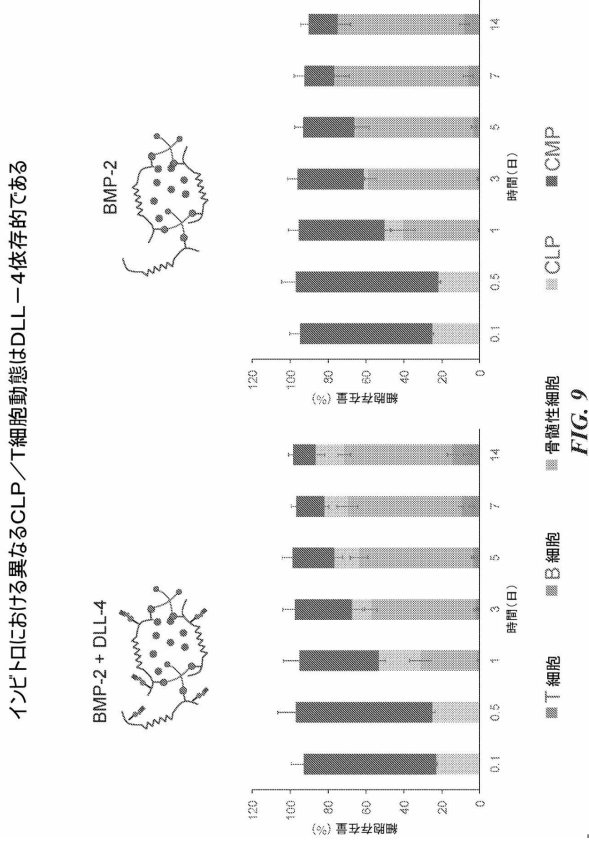 インビトロにおける異なるCLP／T細胞動態はDLL－4依存的である
BMP-2 + DLL-4
BMP-2
細胞存在量(%)
120
100
80
60
40
20
0
0.1
0.5
1
3
5
7
14
時間(日)
細胞存在量(%)
120
100
80
60
40
20
0
0.1
0.5
1
3
5
7
14
時間(日)
T細胞
B細胞
骨髄性細胞
CLP
CMP
FIG. 9